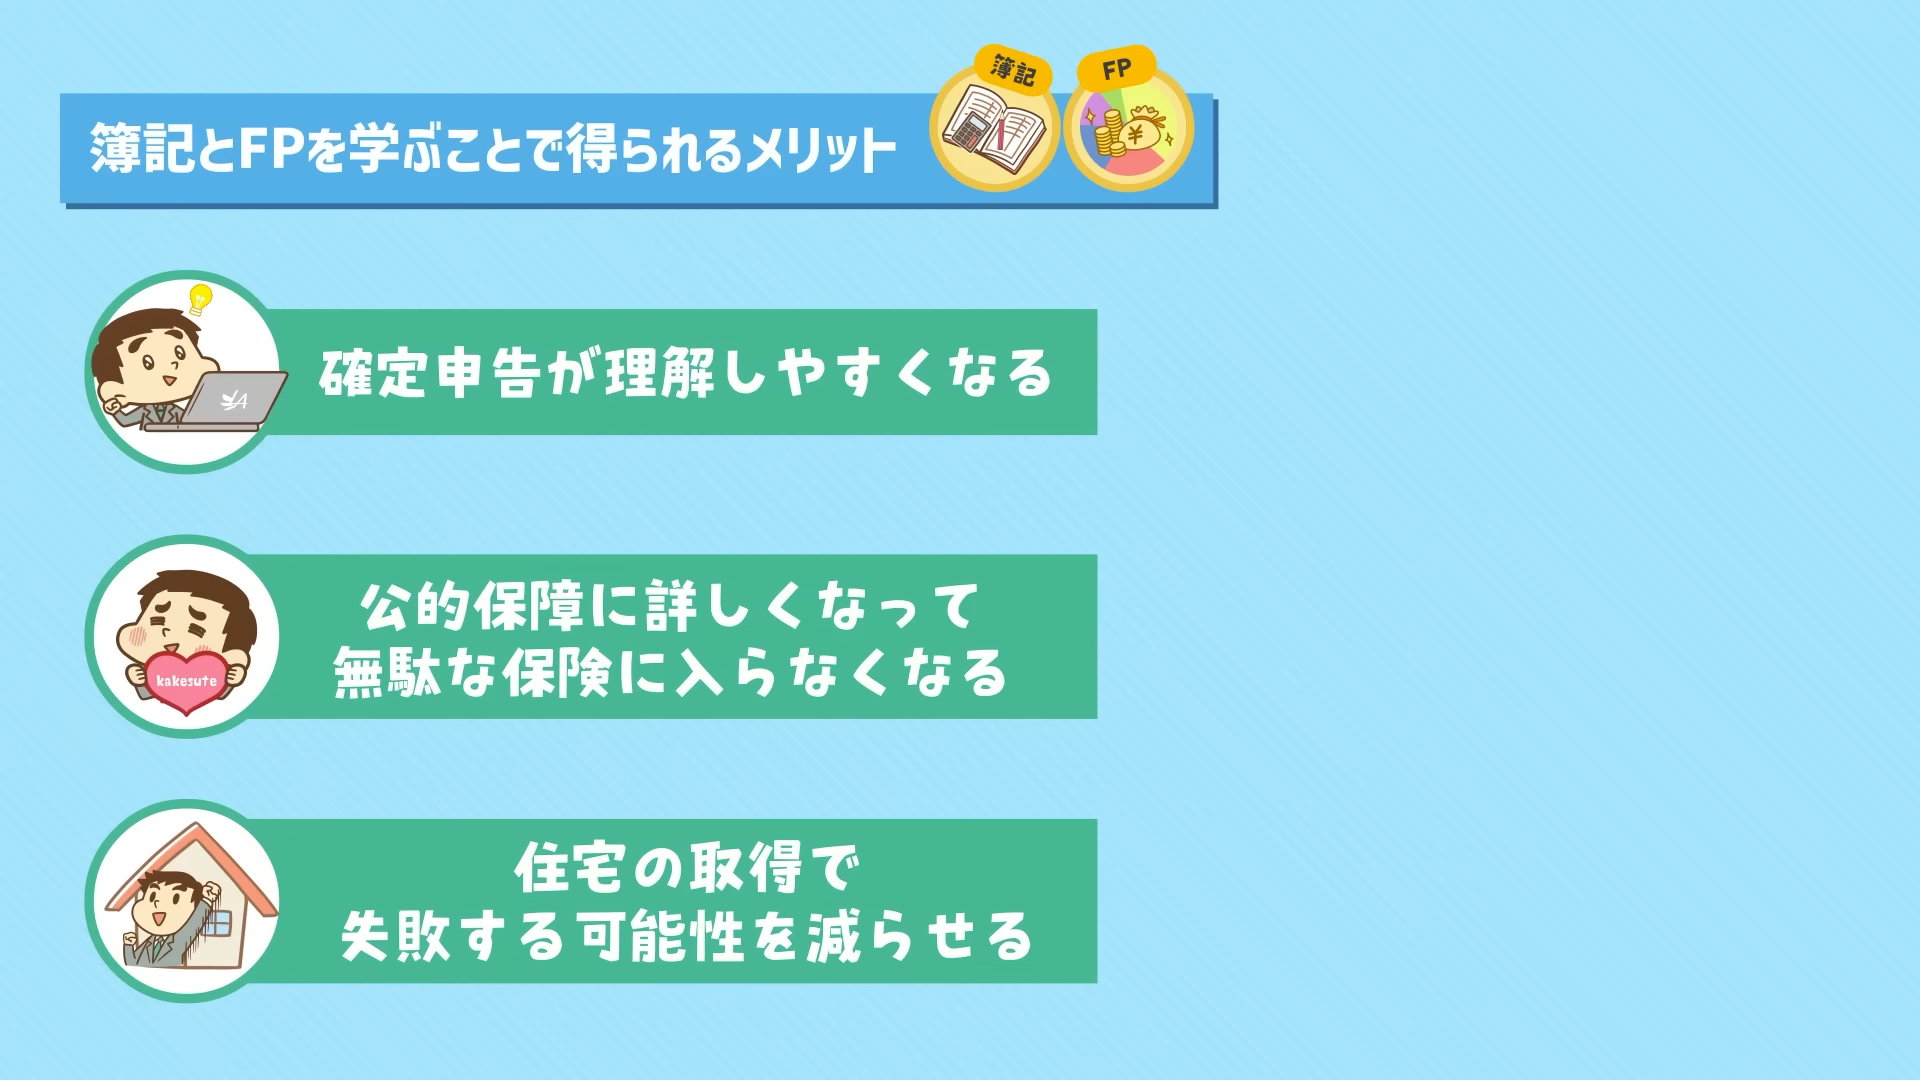 簿記
FP
簿記とFPを学ぶことで得られるメリット
確定申告が理解しやすくなる
公的保障に詳しくなって
無駄な保険に入らなくなる
kakesute
住宅の取得で
失敗する可能性を減らせる